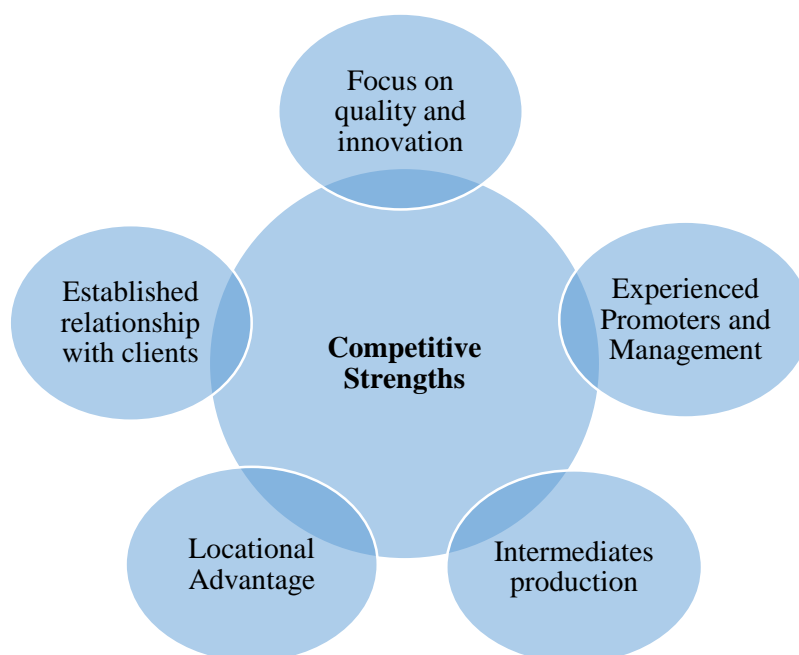 Focus on
quality and
innovation
Established
relationship
with clients
Experienced
Promoters and
Management
Competitive
Strengths
Locational
Advantage
Intermediates
production